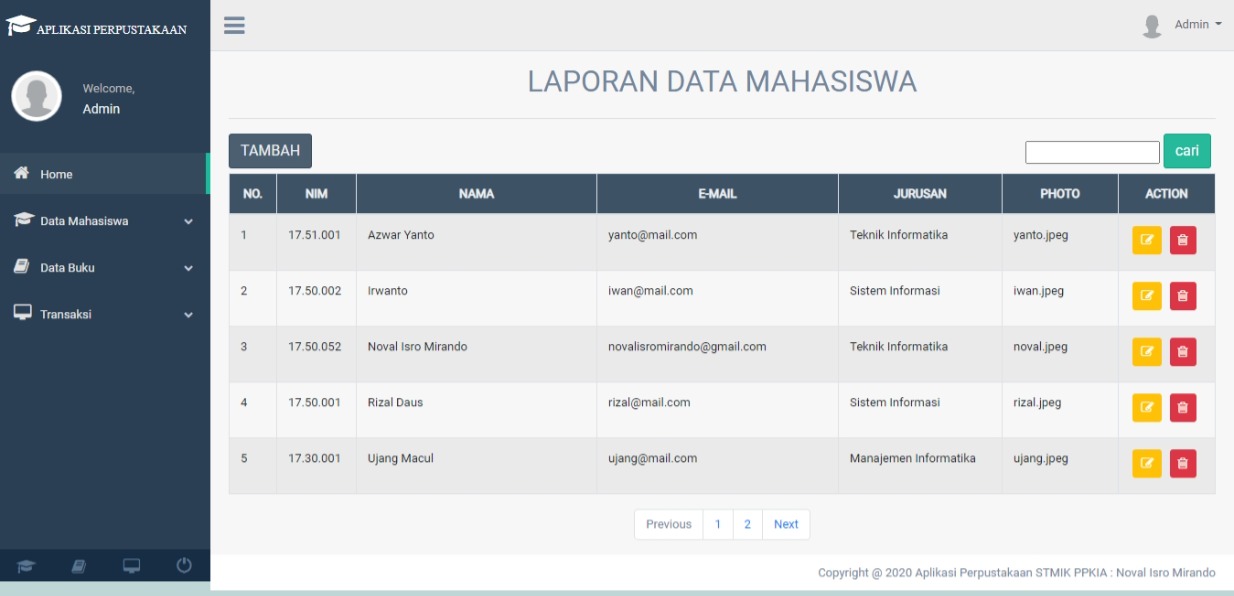 APLIKASI PERPUSTAKAAN
Admin
Welcome,
Admin
Home
Data Mahasiswa
Data Buku
Transaksi
LAPORAN DATA MAHASISWA
TAMBAH
cari
NO. NIM NAMA E-MAIL JURUSAN PHOTO ACTION
1 17.51.001 Azwar Yanto yanto@mail.com Teknik Informatika yanto.jpeg
2 17.50.002 Irwanto iwan@mail.com Sistem Informasi iwan.jpeg
3 17.50.052 Noval Isro Mirando novalisromirando@gmail.com Teknik Informatika noval.jpeg
4 17.50.001 Rizal Daus rizal@mail.com Sistem Informasi rizal.jpeg
5 17.30.001 Ujang Macul ujang@mail.com Manajemen Informatika ujang.jpeg
Previous 1 2 Next
Copyright @ 2020 Aplikasi Perpustakaan STMIK PPKIA : Noval Isro Mirando